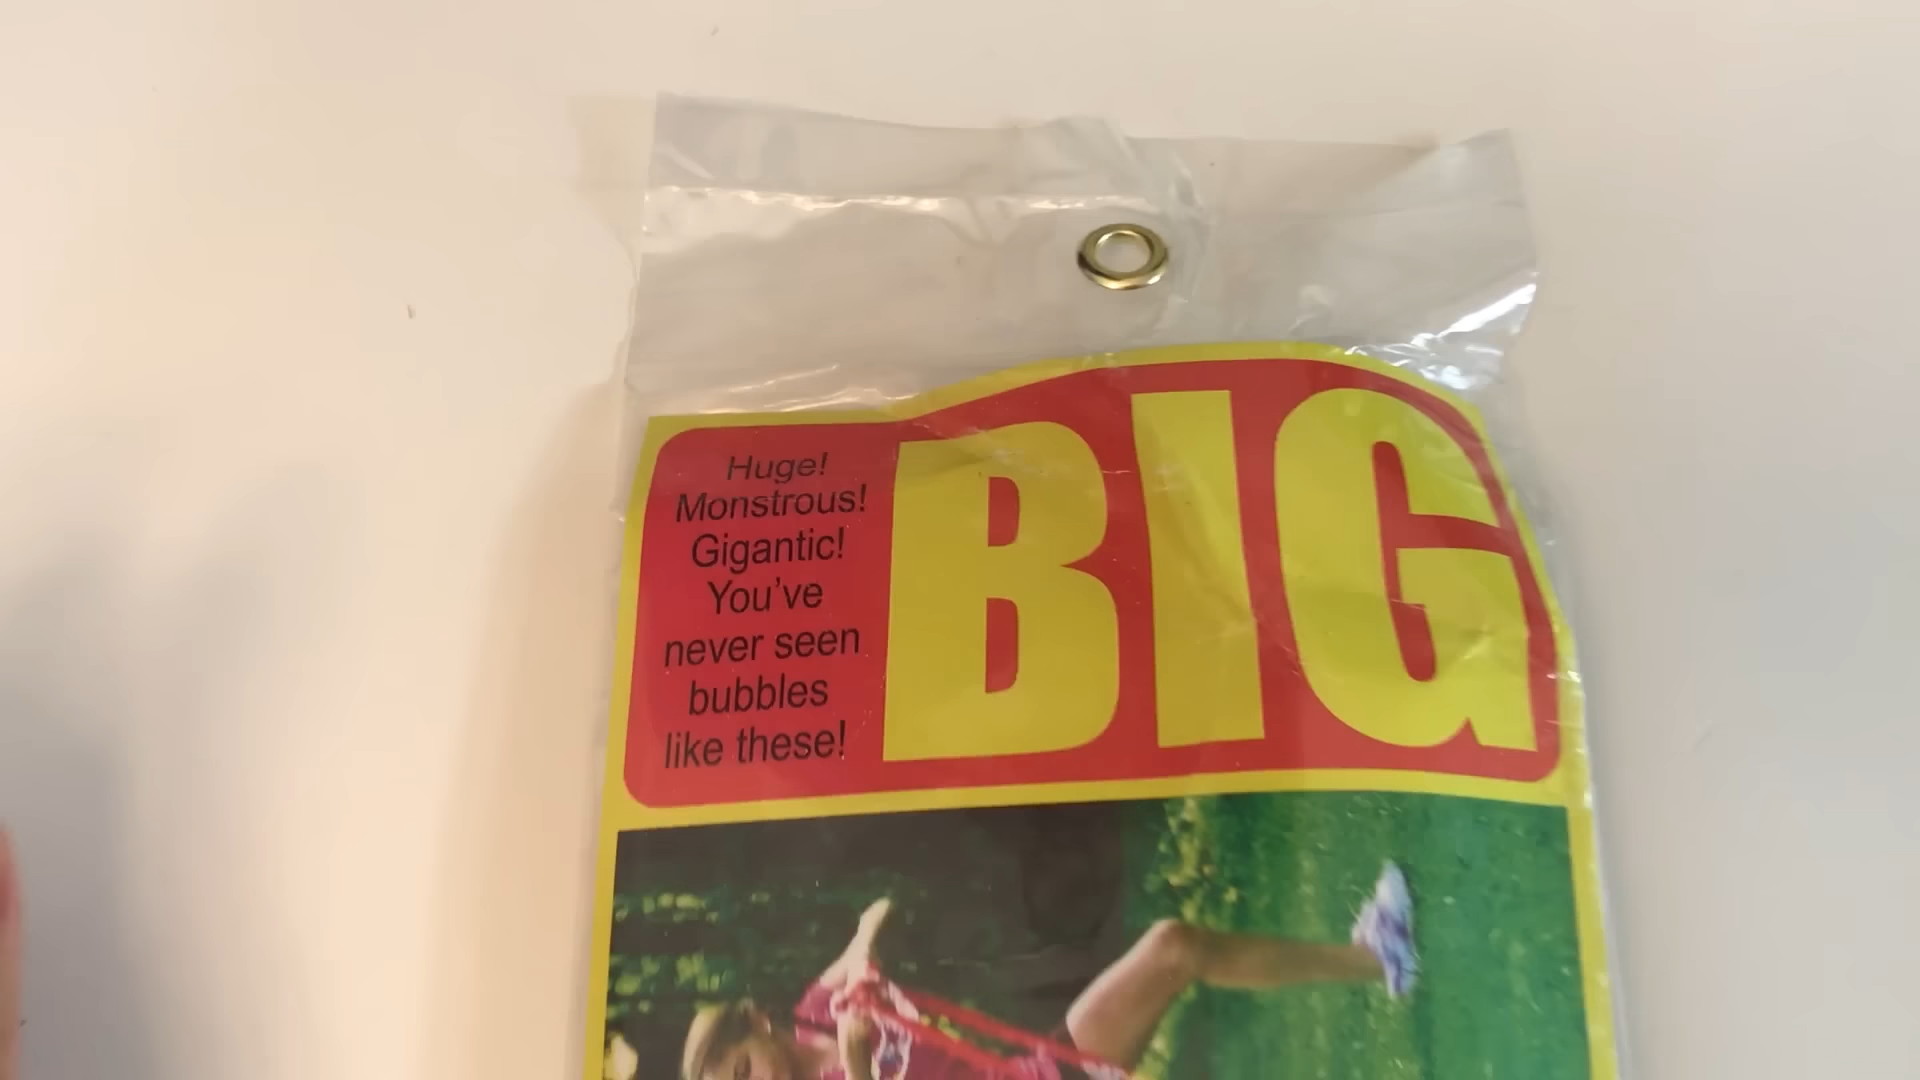 Huge!
Monstrous!
Gigantic!
You've
never seen
bubbles
like these!
BIG